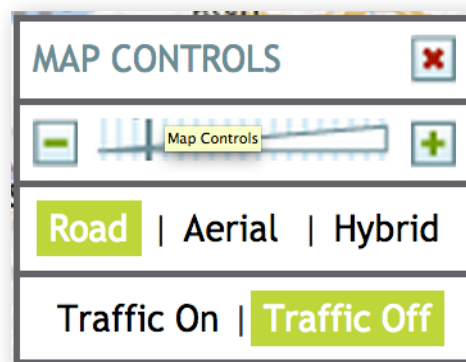 MAP CONTROLS
Map Controls
Road | Aerial | Hybrid
Traffic On | Traffic Off